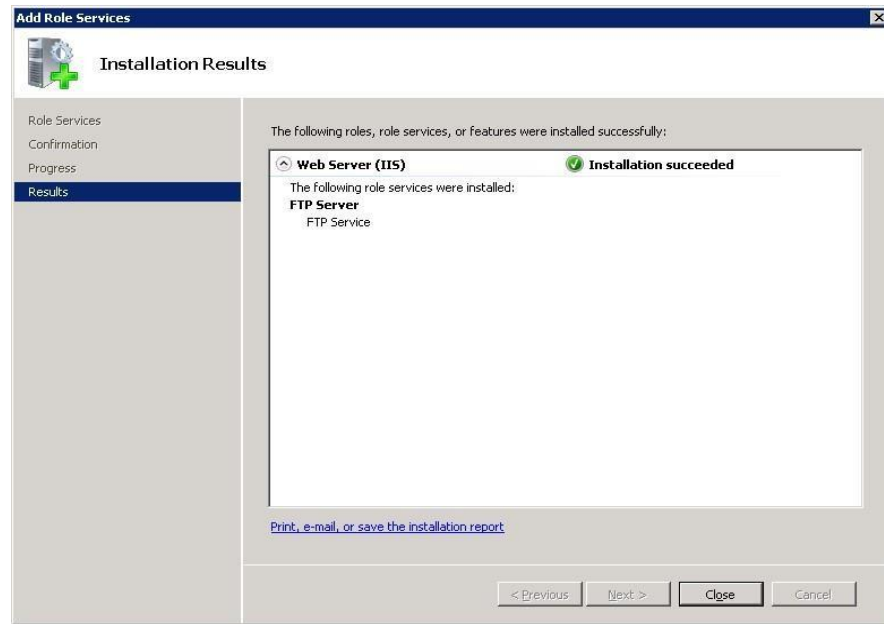 Add Role Services
Installation Results
Role Services
Confirmation
Progress
Results
The following roles, role services, or features were installed successfully:
Web Server (IIS) Installation succeeded
The following role services were installed:
FTP Server
FTP Service
Print, e-mail, or save the installation report
< Previous Next > Close Cancel